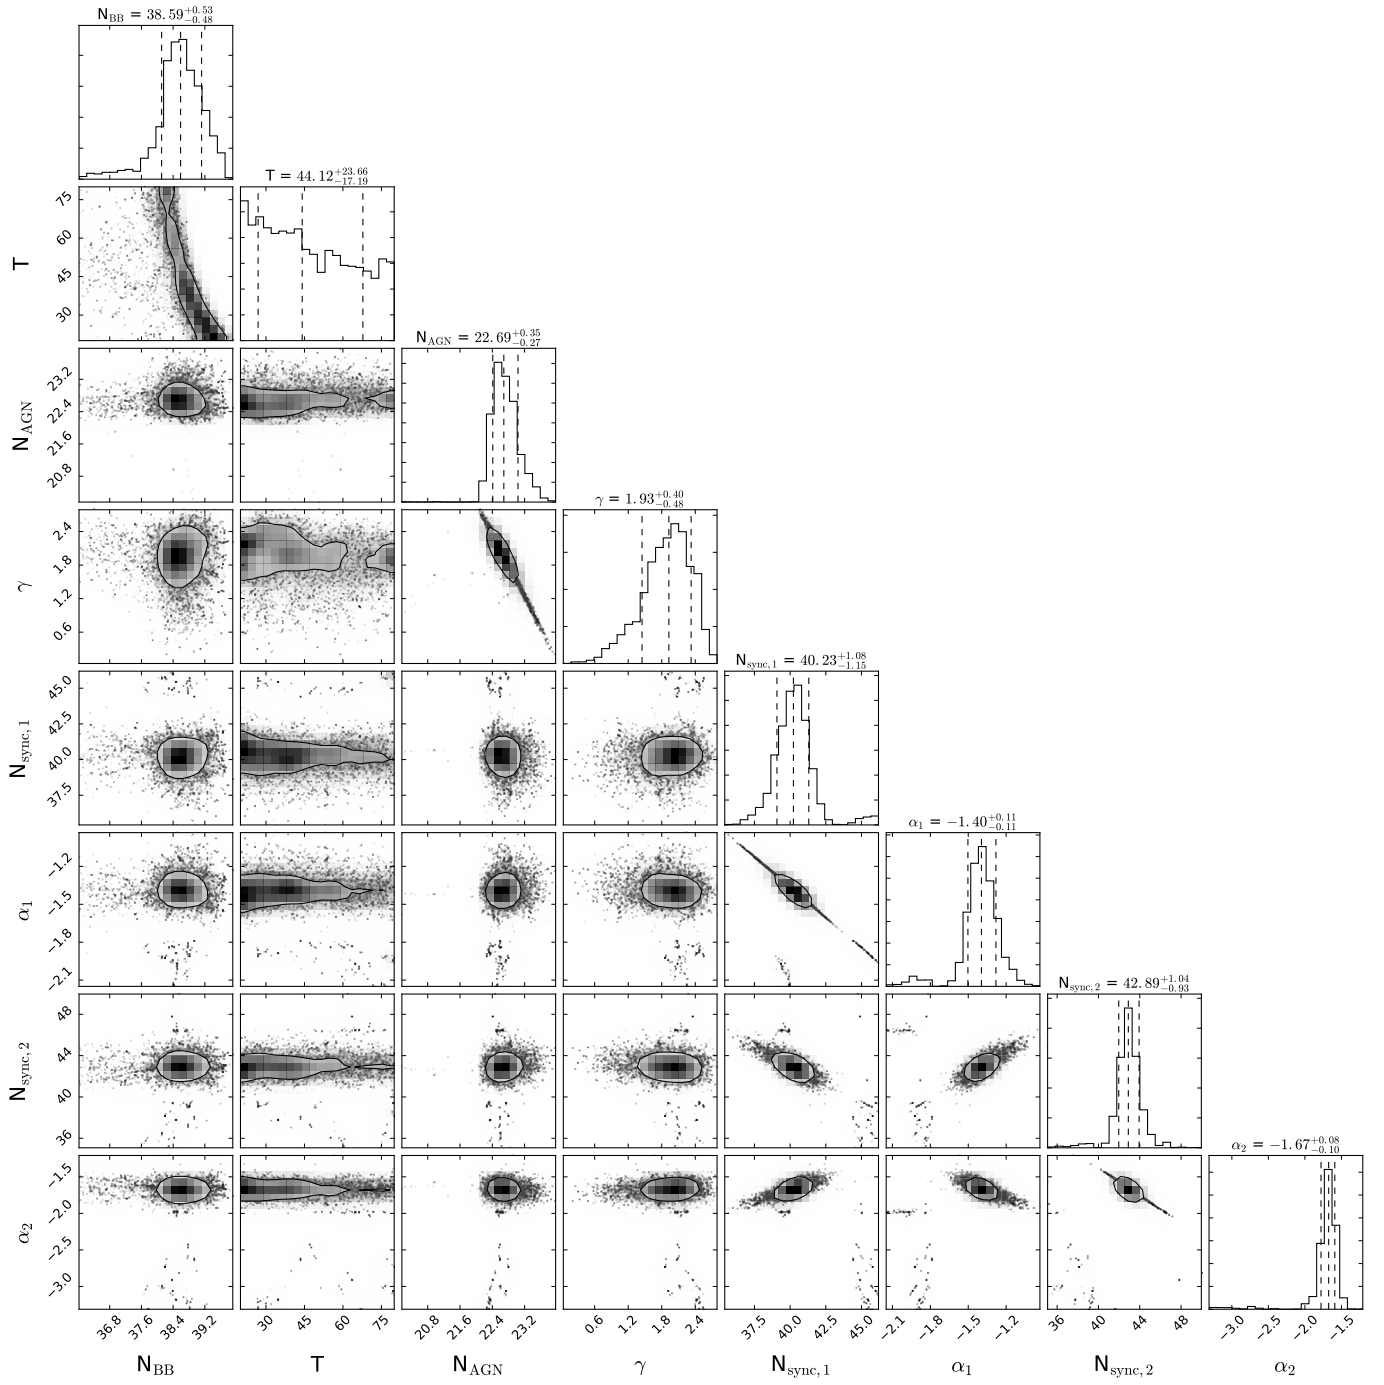 N_BB = 38.59^{+0.53}_{−0.48}
T = 44.12^{+23.66}_{−17.19}
75
60
45
30
T
N_AGN = 22.69^{+0.35}_{−0.27}
23.2
22.4
21.6
20.8
N_AGN
γ = 1.93^{+0.40}_{−0.48}
2.4
1.8
1.2
0.6
γ
N_sync,1 = 40.23^{+1.08}_{−1.15}
45.0
42.5
40.0
37.5
N_sync,1
α_1 = −1.40^{+0.11}_{−0.11}
−1.2
−1.5
−1.8
−2.1
α_1
N_sync,2 = 42.89^{+1.04}_{−0.93}
48
44
40
36
N_sync,2
α_2 = −1.67^{+0.08}_{−0.10}
−1.5
−2.0
−2.5
−3.0
α_2
36.8 37.6 38.4 39.2 30 45 60 75 20.8 21.6 22.4 23.2 0.6 1.2 1.8 2.4 37.5 40.0 42.5 45.0 −2.1 −1.8 −1.5 −1.2 36 40 44 48 −3.0 −2.5 −2.0 −1.5
N_BB T N_AGN γ N_sync,1 α_1 N_sync,2 α_2